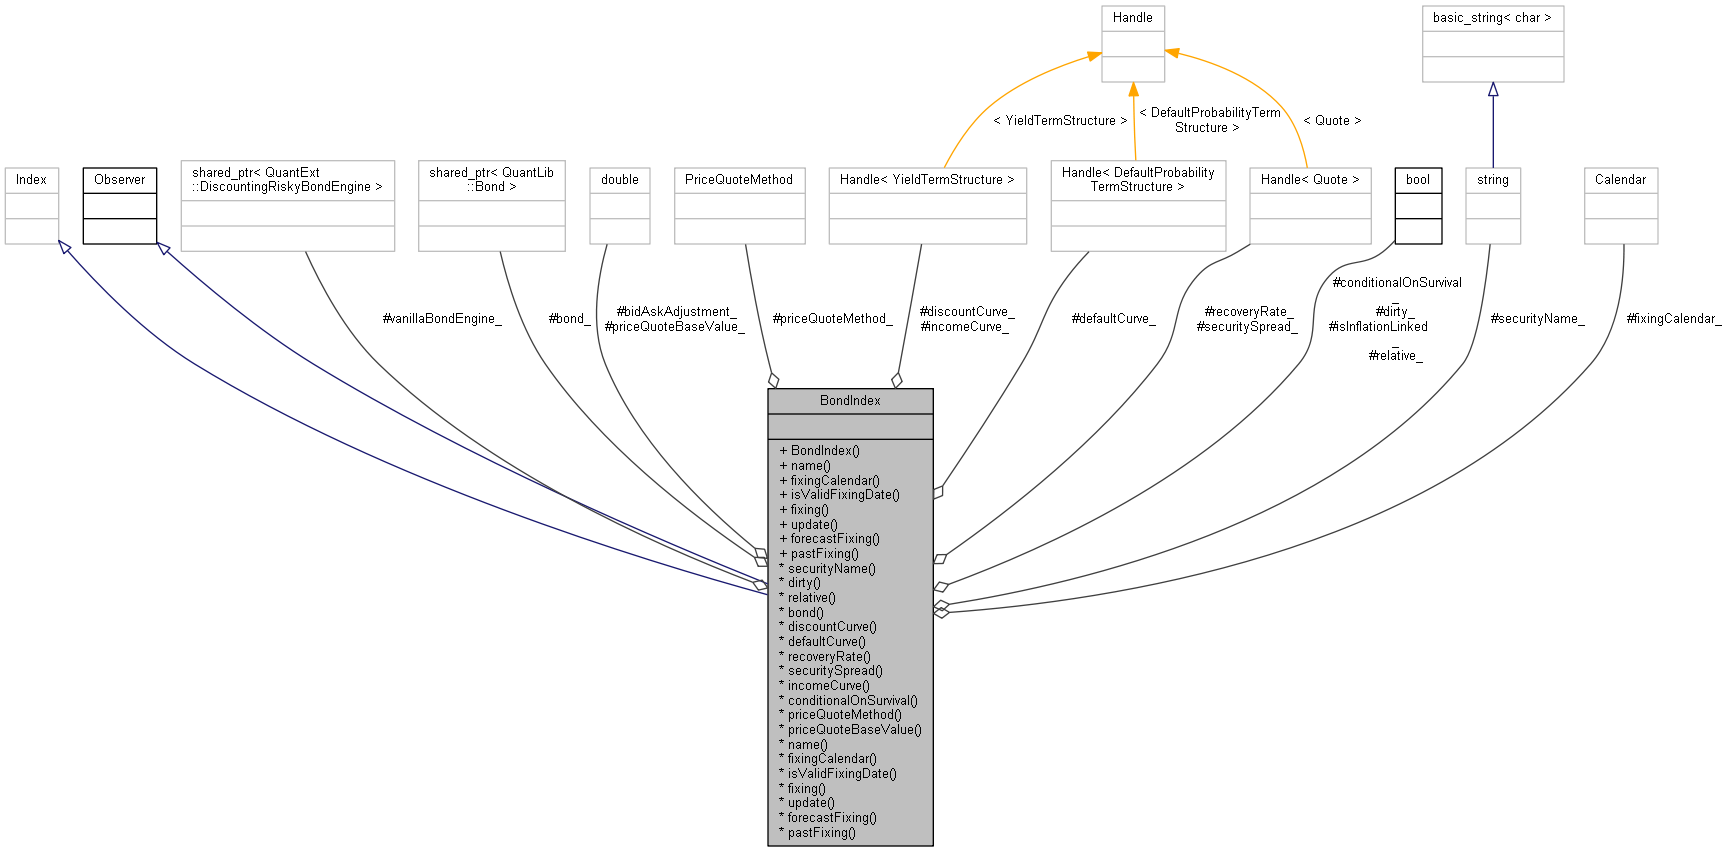 Handle
basic_string< char >
< YieldTermStructure >
< DefaultProbabilityTerm
Structure >
< Quote >
Index
Observer
shared_ptr< QuantExt
::DiscountingRiskyBondEngine >
shared_ptr< QuantLib
::Bond >
double
PriceQuoteMethod
Handle< YieldTermStructure >
Handle< DefaultProbability
TermStructure >
Handle< Quote >
bool
string
Calendar
#vanillaBondEngine_
#bond_
#bidAskAdjustment_
#priceQuoteBaseValue_
#priceQuoteMethod_
#discountCurve_
#incomeCurve_
#defaultCurve_
#recoveryRate_
#securitySpread_
#conditionalOnSurvival
_
#dirty_
#isInflationLinked
_
#relative_
#securityName_
#fixingCalendar_
BondIndex
+ BondIndex()
+ name()
+ fixingCalendar()
+ isValidFixingDate()
+ fixing()
+ update()
+ forecastFixing()
+ pastFixing()
* securityName()
* dirty()
* relative()
* bond()
* discountCurve()
* defaultCurve()
* recoveryRate()
* securitySpread()
* incomeCurve()
* conditionalOnSurvival()
* priceQuoteMethod()
* priceQuoteBaseValue()
* name()
* fixingCalendar()
* isValidFixingDate()
* fixing()
* update()
* forecastFixing()
* pastFixing()